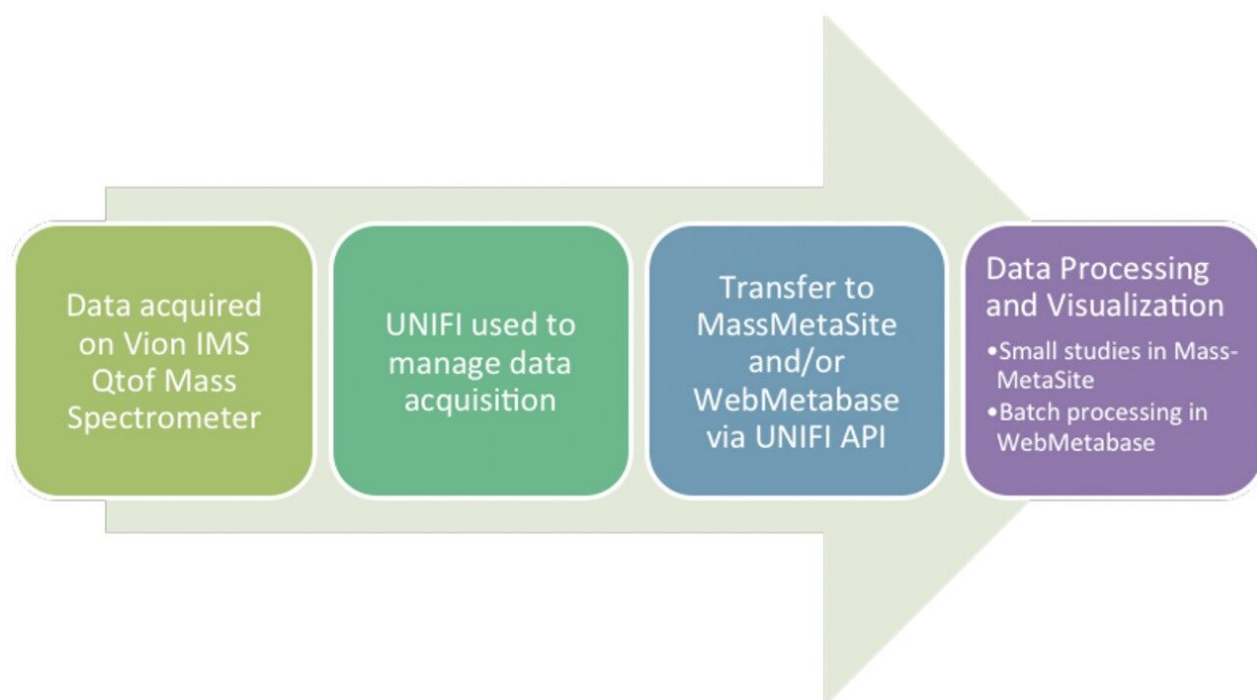 Data acquired
on Vion IMS
Qtof Mass
Spectrometer
UNIFI used to
manage data
acquisition
Transfer to
MassMetaSite
and/or
WebMetabase
via UNIFI API
Data Processing
and Visualization
•Small studies in Mass-
MetaSite
•Batch processing in
WebMetabase